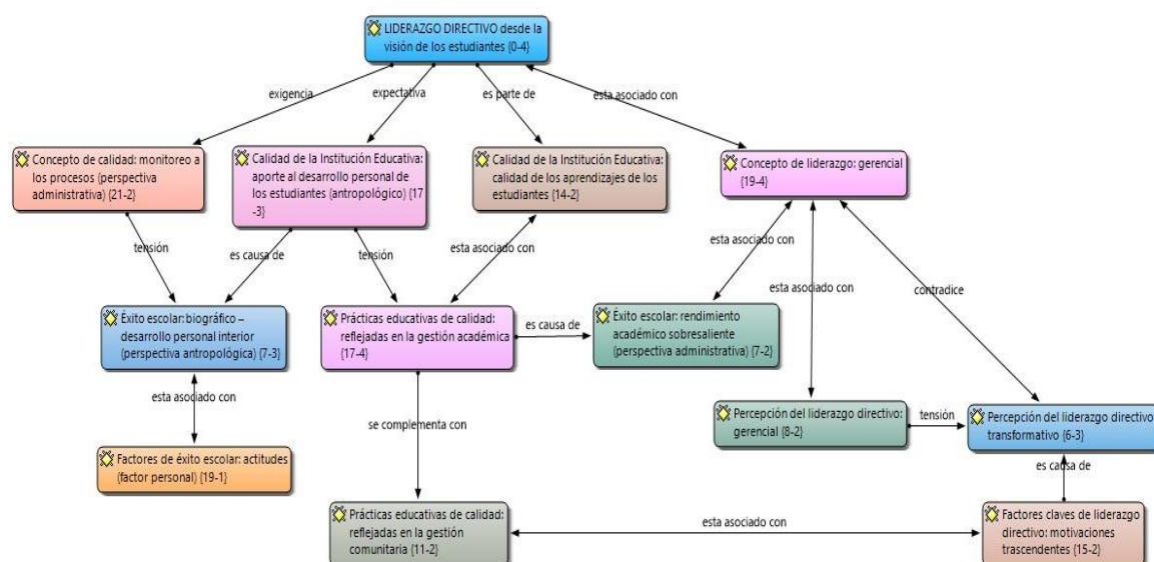 LIDERAZGO DIRECTIVO desde la
visión de los estudiantes {0-4}
exigencia
expectativa
es parte de
esta asociado con
Concepto de calidad: monitoreo a
los procesos (perspectiva
administrativa) {21-2}
Calidad de la Institución Educativa:
aporte al desarrollo personal de
los estudiantes (antropológico) {17
-3}
Calidad de la Institución Educativa:
calidad de los aprendizajes de los
estudiantes {14-2}
Concepto de liderazgo: gerencial
{19-4}
tensión
es causa de
tensión
esta asociado con
esta asociado con
esta asociado con
contradice
Éxito escolar: biográfico –
desarrollo personal interior
(perspectiva antropológica) {7-3}
Prácticas educativas de calidad:
reflejadas en la gestión académica
{17-4}
es causa de
Éxito escolar: rendimiento
académico sobresaliente
(perspectiva administrativa) {7-2}
esta asociado con
se complementa con
Percepción del liderazgo directivo:
gerencial {8-2}
tensión
Percepción del liderazgo directivo:
transformativo {6-3}
Factores de éxito escolar: actitudes
(factor personal) {19-1}
es causa de
Prácticas educativas de calidad:
reflejadas en la gestión
comunitaria {11-2}
esta asociado con
Factores claves de liderazgo
directivo: motivaciones
trascendentes {15-2}